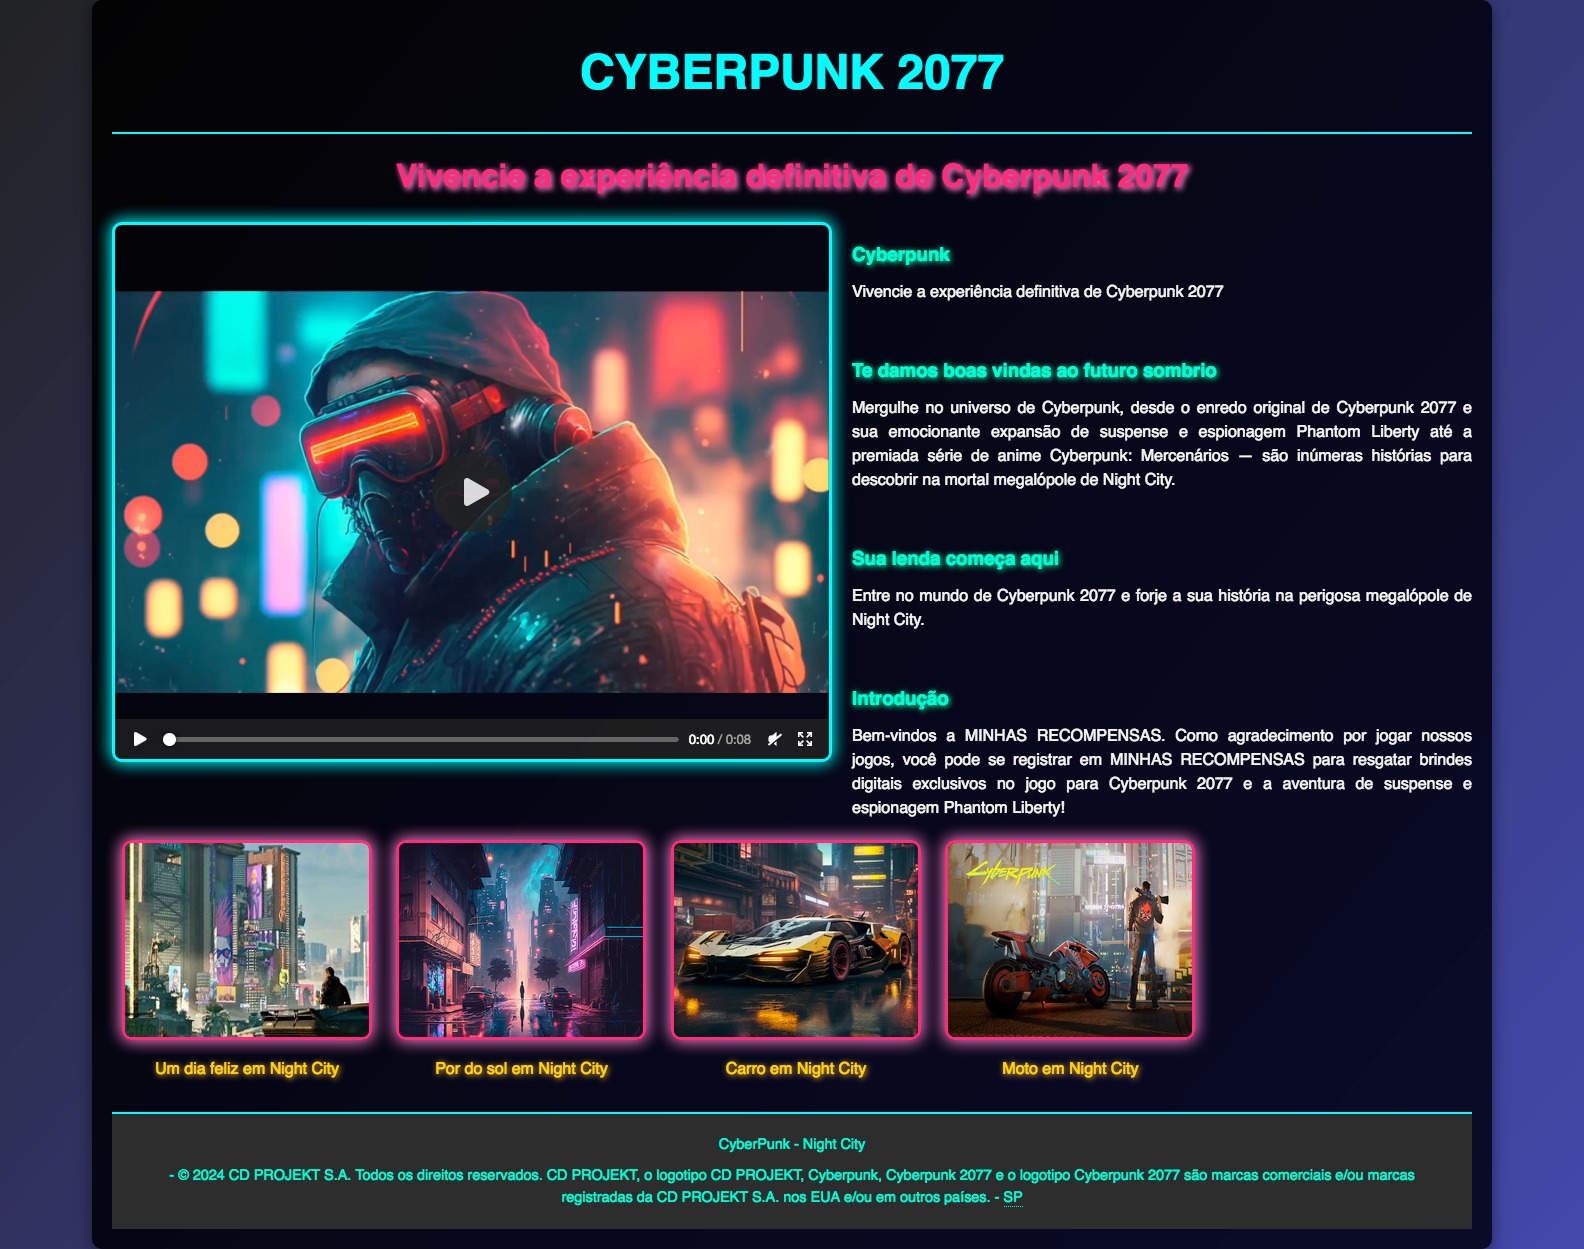 CYBERPUNK 2077
Vivencie a experiência definitiva de Cyberpunk 2077
Cyberpunk
Vivencie a experiência definitiva de Cyberpunk 2077
Te damos boas vindas ao futuro sombrio
Mergulhe no universo de Cyberpunk, desde o enredo original de Cyberpunk 2077 e
sua emocionante expansão de suspense e espionagem Phantom Liberty até a
premiada série de anime Cyberpunk: Mercenários — são inúmeras histórias para
descobrir na mortal megalópole de Night City.
Sua lenda começa aqui
Entre no mundo de Cyberpunk 2077 e forje a sua história na perigosa megalópole de
Night City.
Introdução
Bem-vindos a MINHAS RECOMPENSAS. Como agradecimento por jogar nossos
jogos, você pode se registrar em MINHAS RECOMPENSAS para resgatar brindes
digitais exclusivos no jogo para Cyberpunk 2077 e a aventura de suspense e
espionagem Phantom Liberty!
0:00 / 0:08
Cyberpunk
Um dia feliz em Night City
Por do sol em Night City
Carro em Night City
Moto em Night City
CyberPunk - Night City
- © 2024 CD PROJEKT S.A. Todos os direitos reservados. CD PROJEKT, o logotipo CD PROJEKT, Cyberpunk, Cyberpunk 2077 e o logotipo Cyberpunk 2077 são marcas comerciais e/ou marcas
registradas da CD PROJEKT S.A. nos EUA e/ou em outros países. - SP